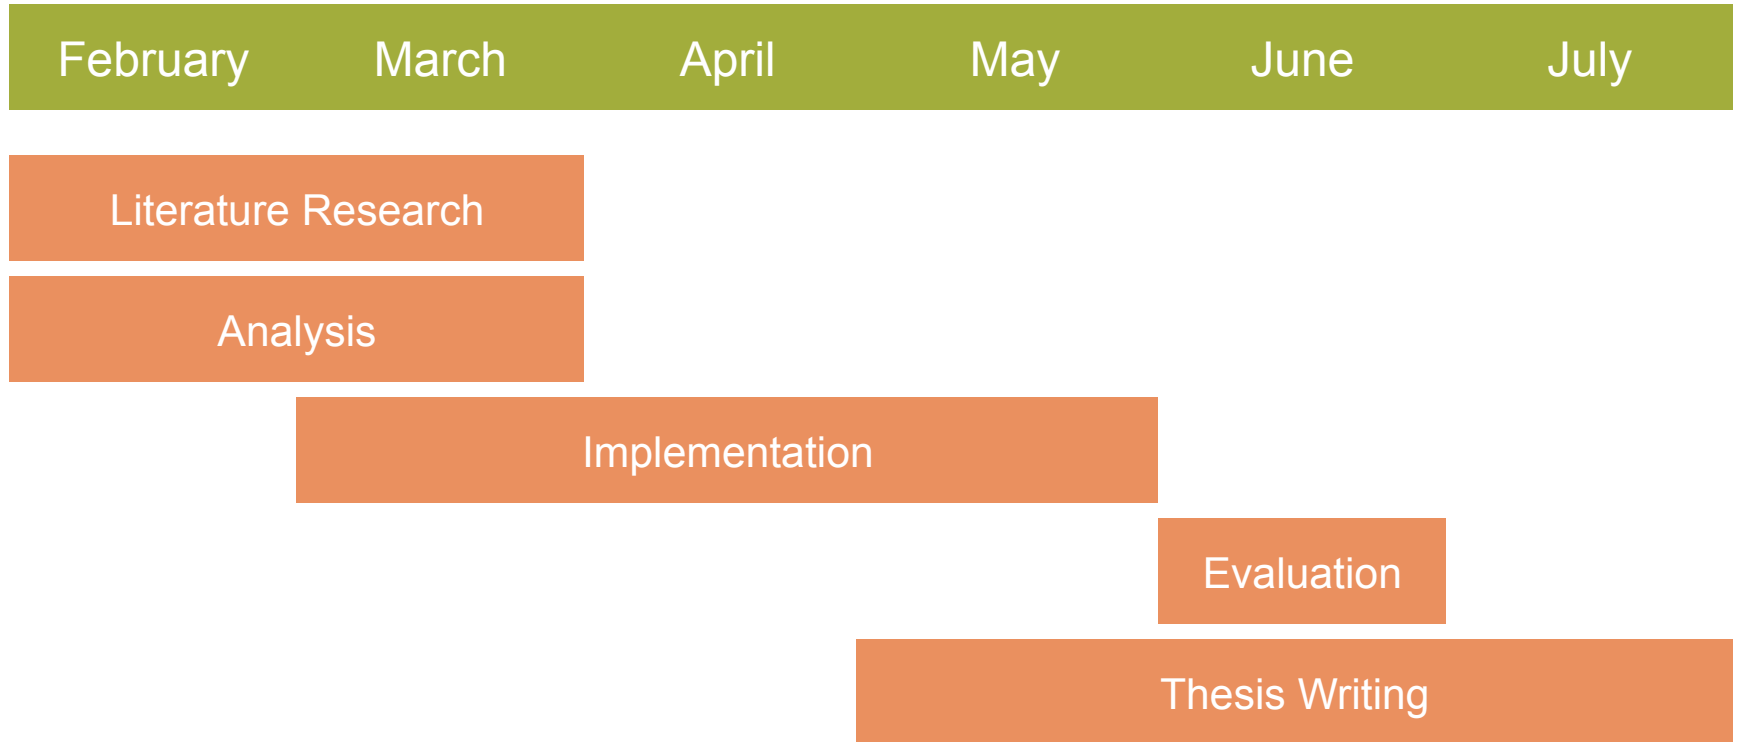 February March April May June July
Literature Research
Analysis
Implementation
Evaluation
Thesis Writing